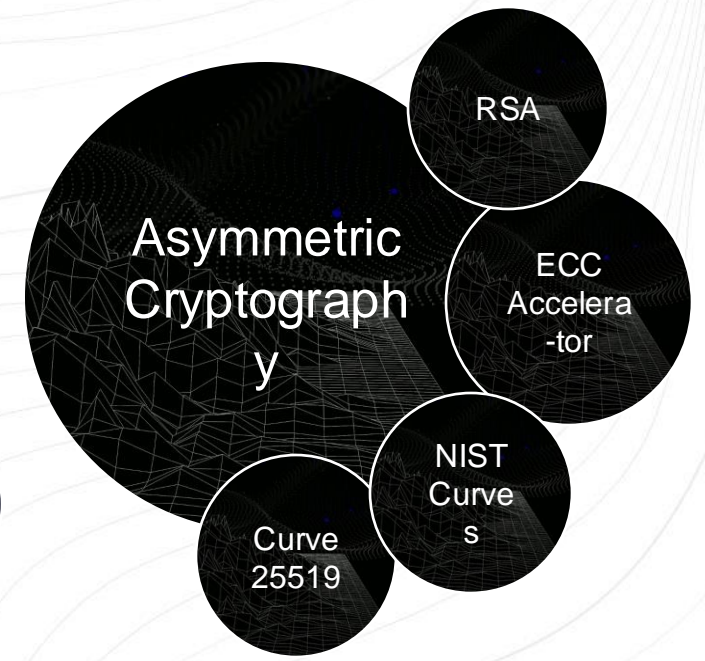 Asymmetric
Cryptograph
y
RSA
ECC
Accelera
-tor
NIST
Curve
s
Curve
25519